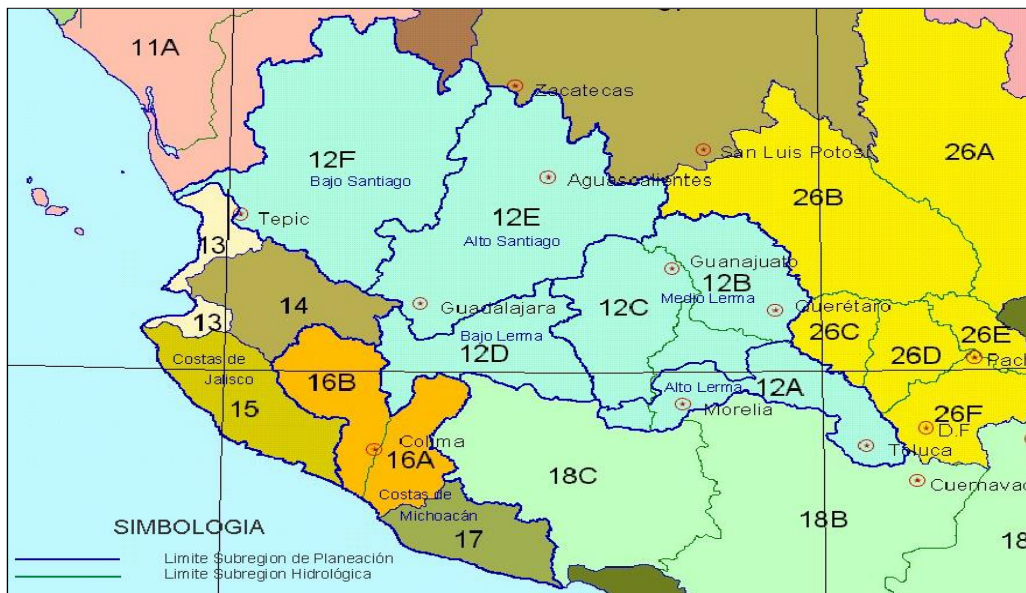 11A
Zacatecas
12F
Bajo Santiago
San Luis Potosí
26A
Aguascalientes
26B
12E
Alto Santiago
Tepic
13
Guanajuato
12B
Medio Lerma
12C
Guadalajara
Querétaro
14
13
Bajo Lerma
12D
26C
26D
26E
Pach
Costas de
Jalisco
16B
Alto Lerma
12A
15
Morelia
26F
D.F
Colima
16A
Toluca
18C
Cuernavac
Costas de
Michoacán
18B
17
18
SIMBOLOGIA
Limite Subregion de Planeación
Limite Subregion Hidrológica